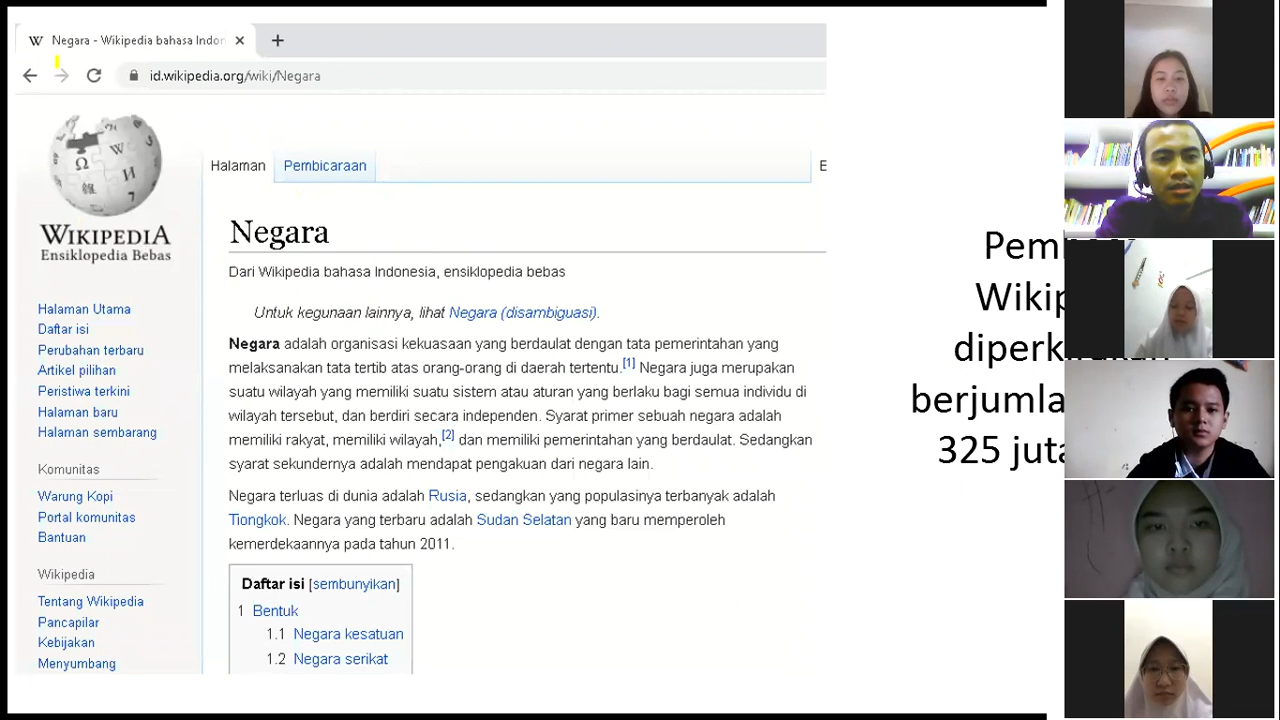 Negara - Wikipedia bahasa Indon
id.wikipedia.org/wiki/Negara
WIKIPEDIA
Ensiklopedia Bebas
Halaman Utama
Daftar isi
Perubahan terbaru
Artikel pilihan
Peristiwa terkini
Halaman baru
Halaman sembarang
Komunitas
Warung Kopi
Portal komunitas
Bantuan
Wikipedia
Tentang Wikipedia
Pancapilar
Kebijakan
Menyumbang
Halaman Pembicaraan
Negara
Dari Wikipedia bahasa Indonesia, ensiklopedia bebas
Untuk kegunaan lainnya, lihat Negara (disambiguasi).
Negara adalah organisasi kekuasaan yang berdaulat dengan tata pemerintahan yang
melaksanakan tata tertib atas orang-orang di daerah tertentu.[1] Negara juga merupakan
suatu wilayah yang memiliki suatu sistem atau aturan yang berlaku bagi semua individu di
wilayah tersebut, dan berdiri secara independen. Syarat primer sebuah negara adalah
memiliki rakyat, memiliki wilayah,[2] dan memiliki pemerintahan yang berdaulat. Sedangkan
syarat sekundernya adalah mendapat pengakuan dari negara lain.
Negara terluas di dunia adalah Rusia, sedangkan yang populasinya terbanyak adalah
Tiongkok. Negara yang terbaru adalah Sudan Selatan yang baru memperoleh
kemerdekaannya pada tahun 2011.
Daftar isi [sembunyikan]
1 Bentuk
1.1 Negara kesatuan
1.2 Negara serikat
325